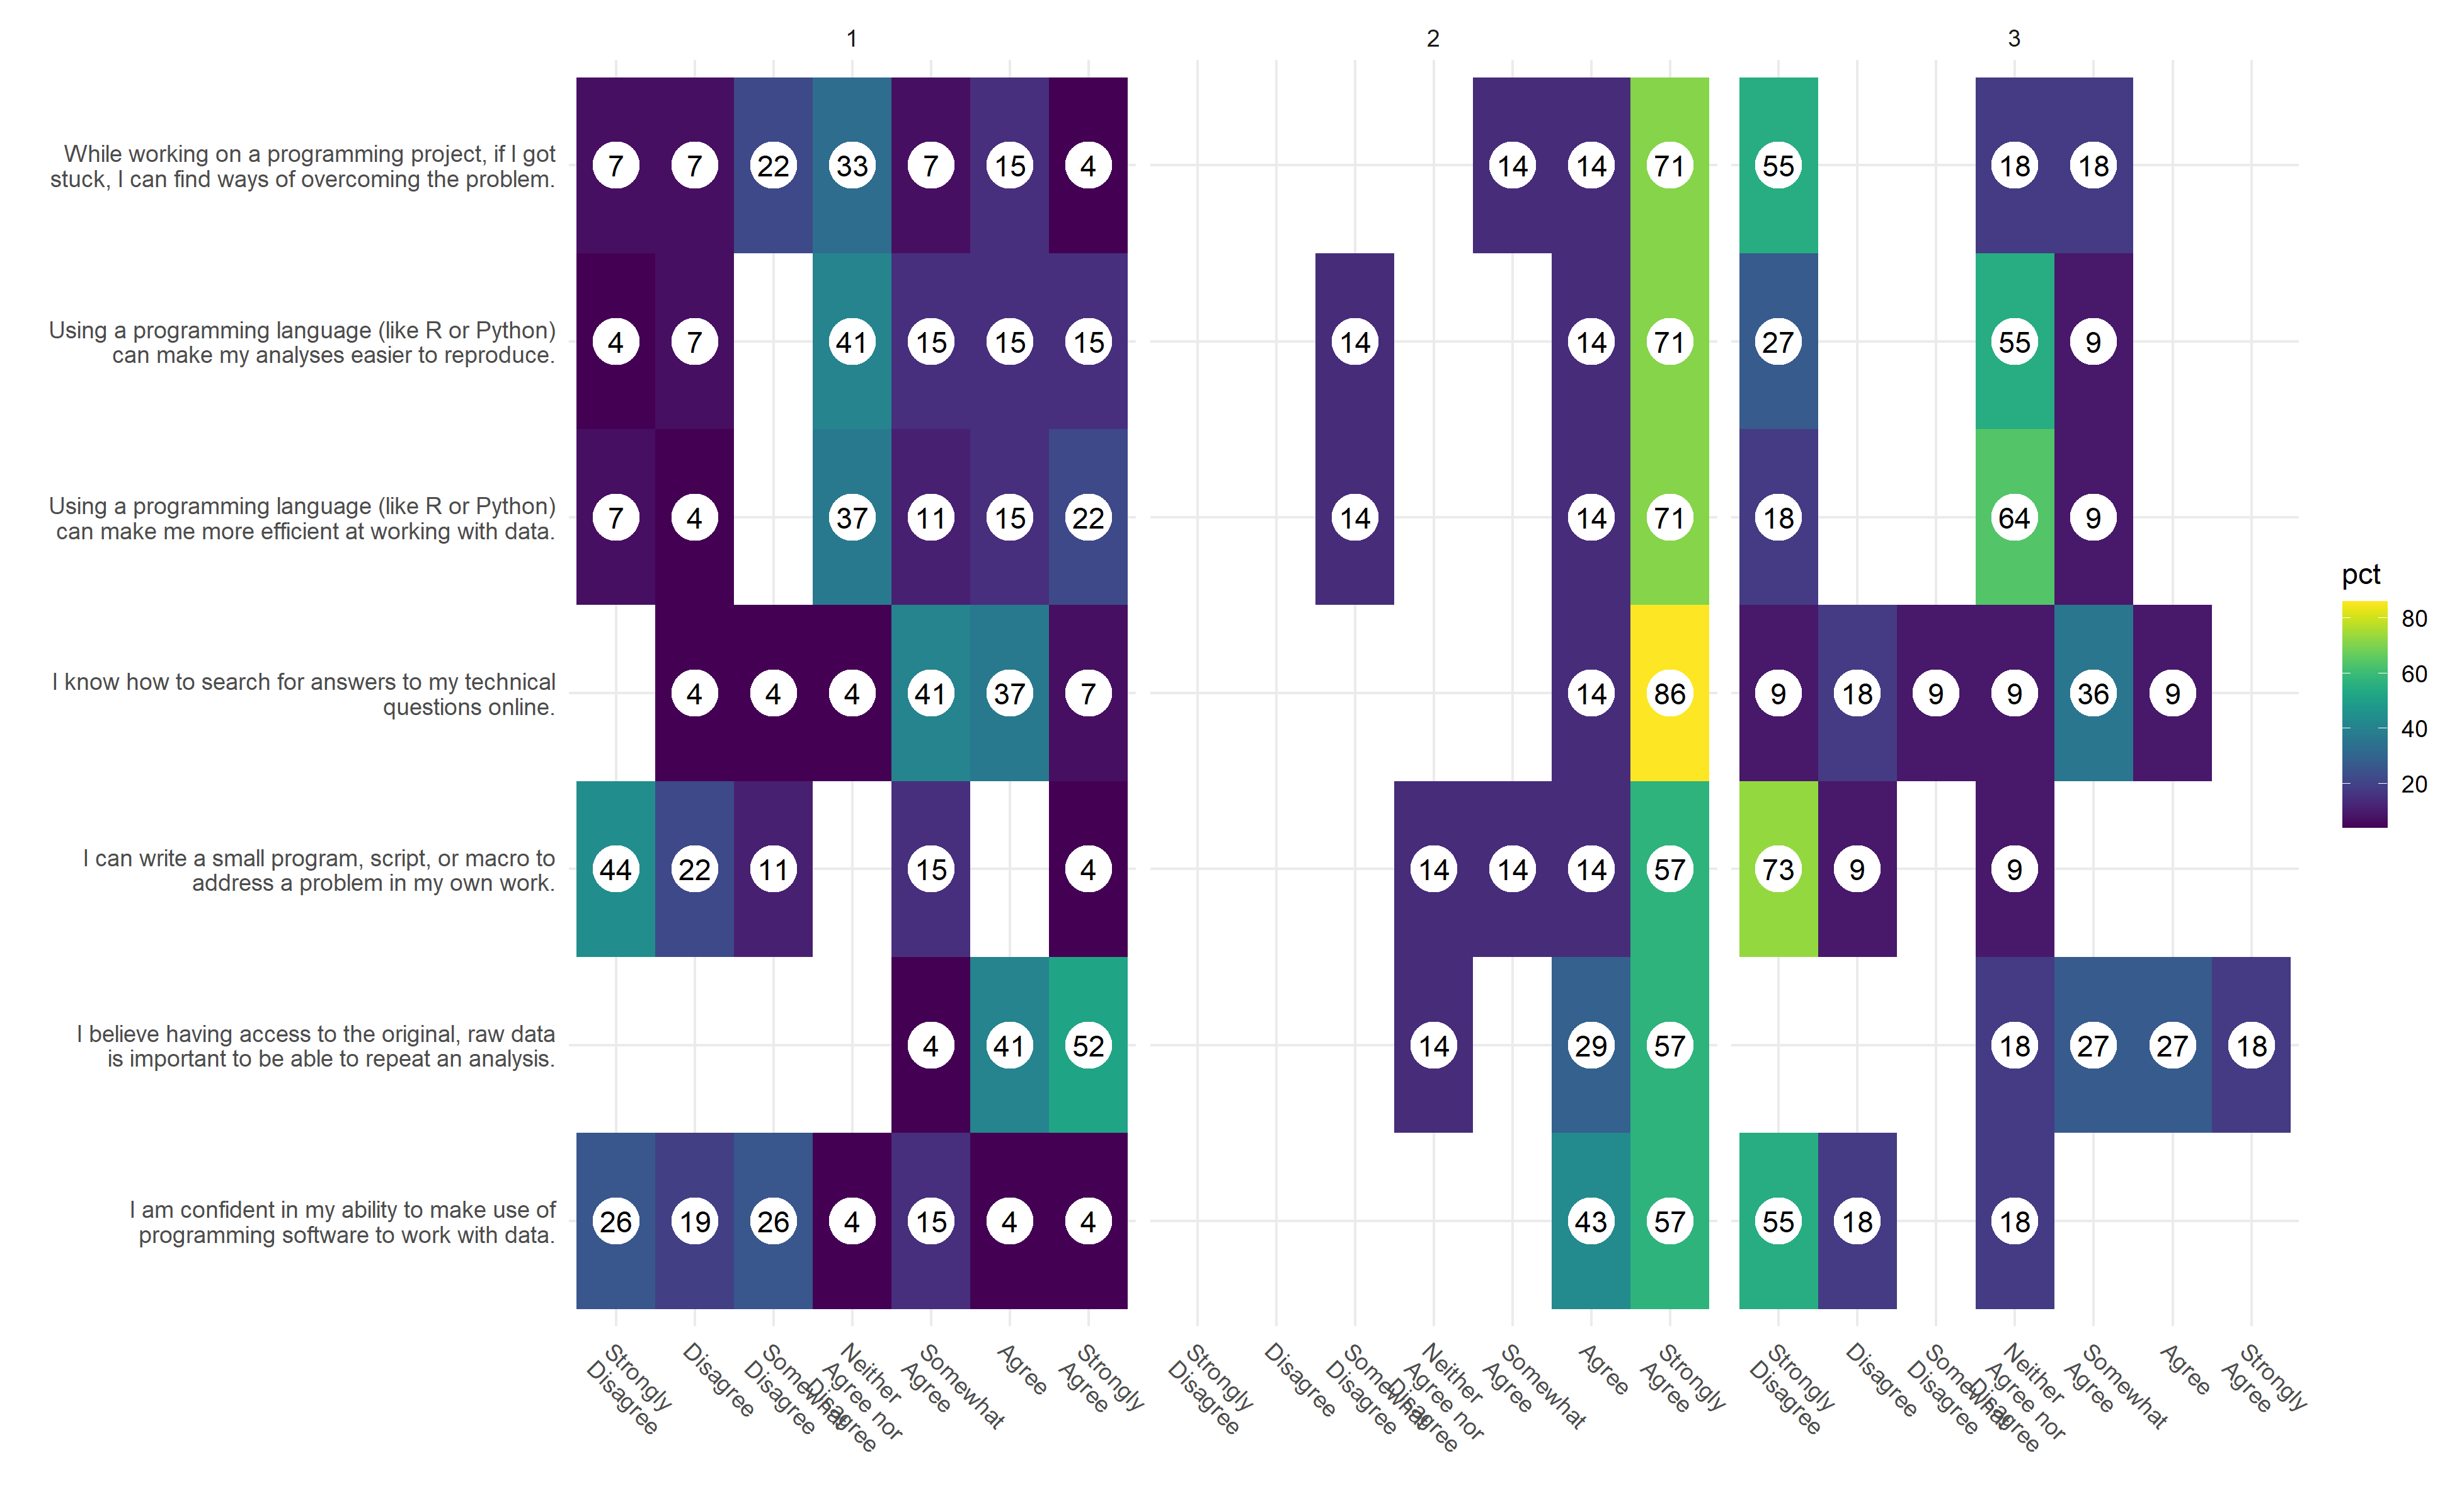 1 2 3
While working on a programming project, if I got
stuck, I can find ways of overcoming the problem.
7 7 22 33 7 15 4 14 14 71 55 18 18
Using a programming language (like R or Python)
can make my analyses easier to reproduce.
4 7 41 15 15 15 14 14 71 27 55 9
Using a programming language (like R or Python)
can make me more efficient at working with data.
7 4 37 11 15 22 14 14 71 18 64 9
I know how to search for answers to my technical
questions online.
4 4 4 41 37 7 14 86 9 18 9 9 36 9
I can write a small program, script, or macro to
address a problem in my own work.
44 22 11 15 4 14 14 14 57 73 9 9
I believe having access to the original, raw data
is important to be able to repeat an analysis.
4 41 52 14 29 57 18 27 27 18
I am confident in my ability to make use of
programming software to work with data.
26 19 26 4 15 4 4 43 57 55 18 18
Strongly
Disagree
Disagree
Somewhat
Disagree
Neither
Agree nor
Disagree
Somewhat
Agree
Agree
Strongly
Agree
Strongly
Disagree
Disagree
Somewhat
Disagree
Neither
Agree nor
Disagree
Somewhat
Agree
Agree
Strongly
Agree
Strongly
Disagree
Disagree
Somewhat
Disagree
Neither
Agree nor
Disagree
Somewhat
Agree
Agree
Strongly
Agree
pct
80
60
40
20